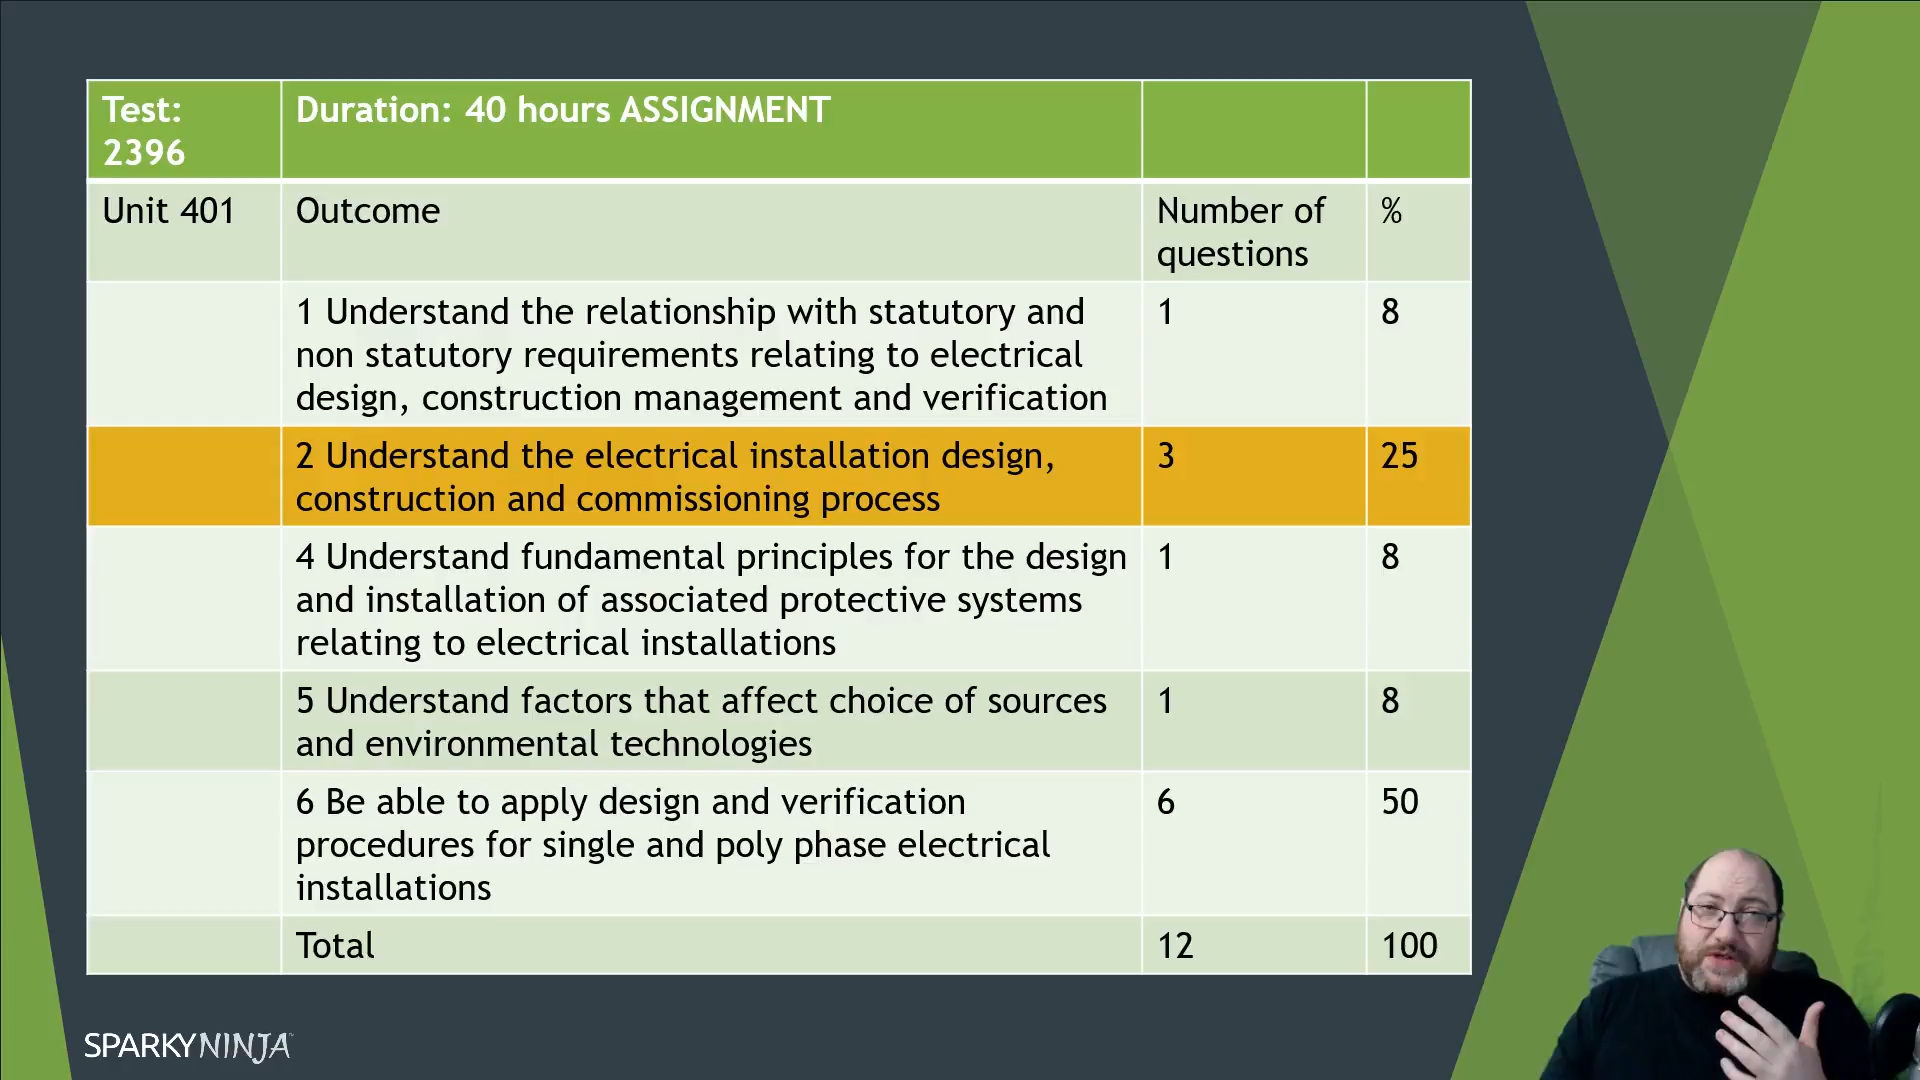 Test:
2396
Duration: 40 hours ASSIGNMENT
Unit 401
Outcome
Number of
questions
%
1 Understand the relationship with statutory and
non statutory requirements relating to electrical
design, construction management and verification
1
8
2 Understand the electrical installation design,
construction and commissioning process
3
25
4 Understand fundamental principles for the design
and installation of associated protective systems
relating to electrical installations
1
8
5 Understand factors that affect choice of sources
and environmental technologies
1
8
6 Be able to apply design and verification
procedures for single and poly phase electrical
installations
6
50
Total
12
100
SPARKYNINJA